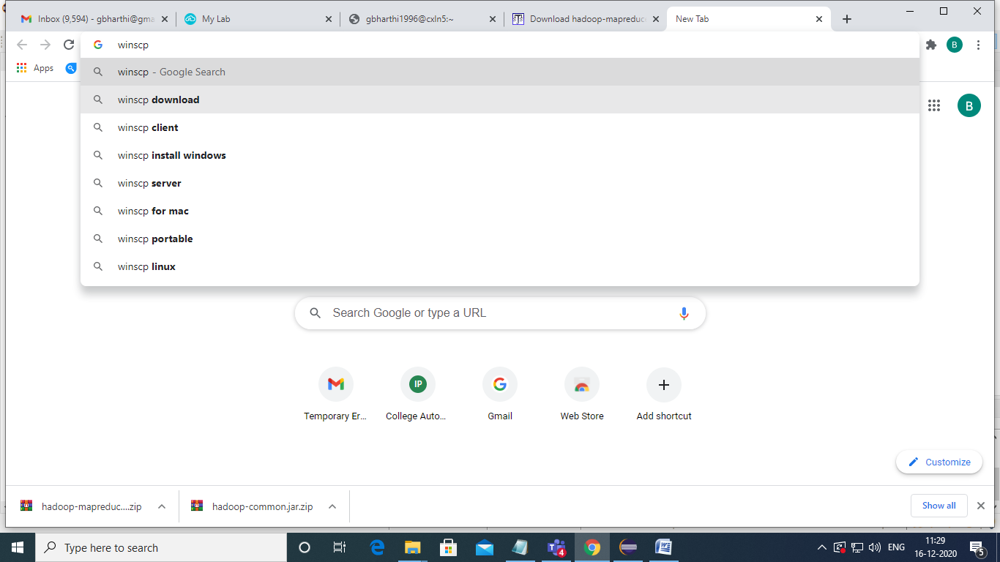 Inbox (9,594) - gbharthi@gma
My Lab
gbharthi1996@cxln5:~
Download hadoop-mapreduc
New Tab
winscp
B
Apps
winscp - Google Search
winscp download
winscp client
winscp install windows
winscp server
winscp for mac
winscp portable
winscp linux
B
Search Google or type a URL
IP
Temporary Er...
College Auto...
Gmail
Web Store
Add shortcut
Customize
hadoop-mapreduc....zip
hadoop-common.jar.zip
Show all
Type here to search
4
ENG
11:29
16-12-2020
5